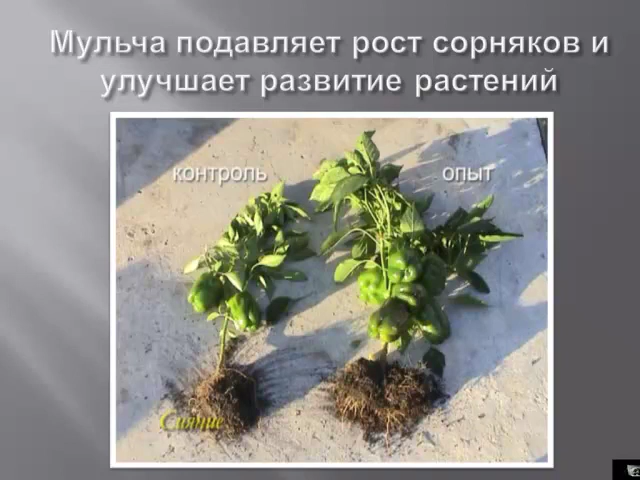 Мульча подавляет рост сорняков и
улучшает развитие растений
контроль
опыт
Сияние